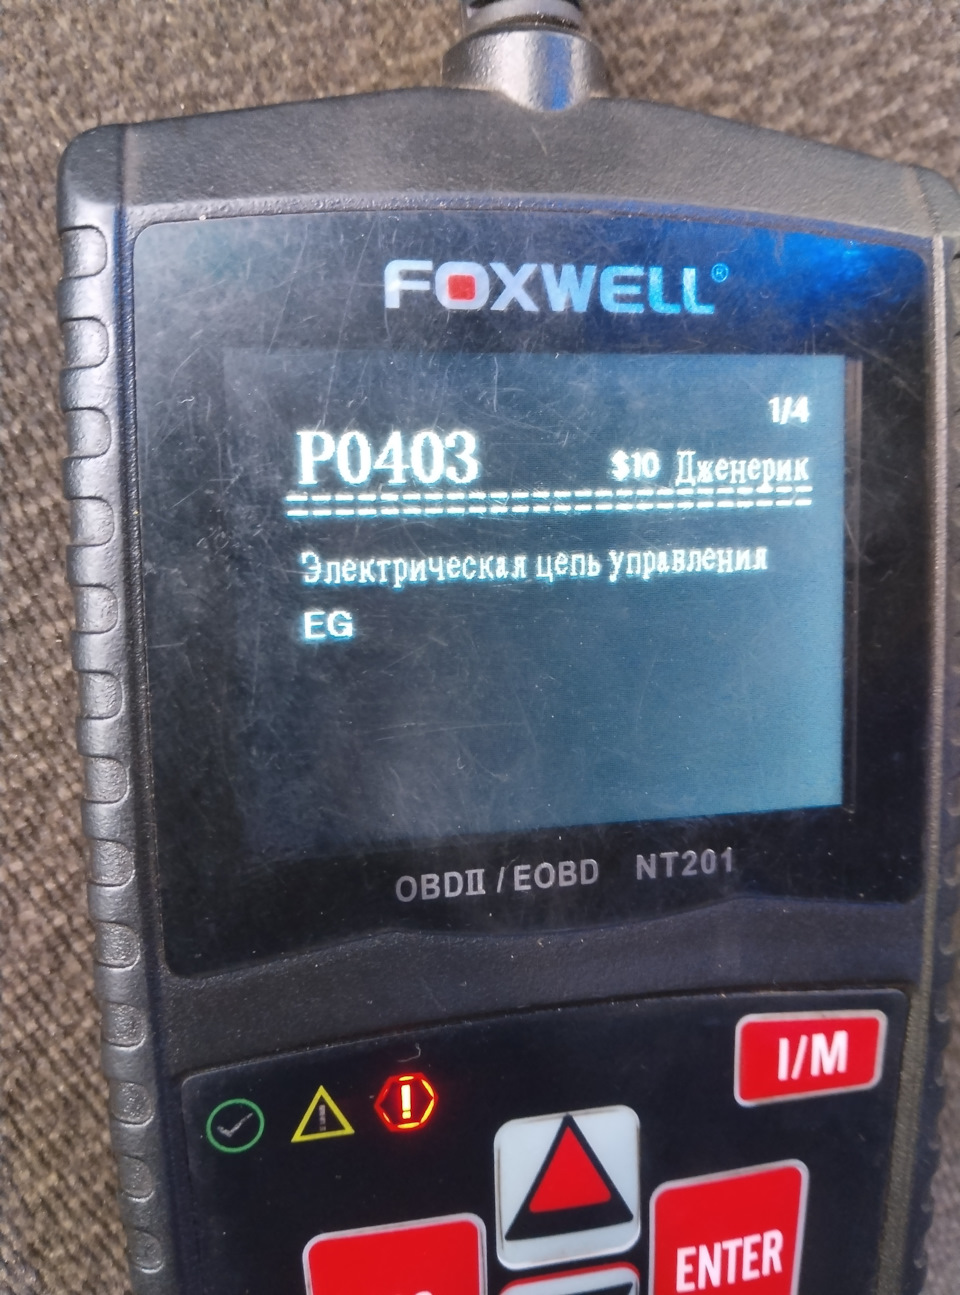 FOXWELL®
1/4
P0403 $10 Дженерик
Электрическая цепь управления
EG
OBDII / EOBD NT201
I/M
ENTER